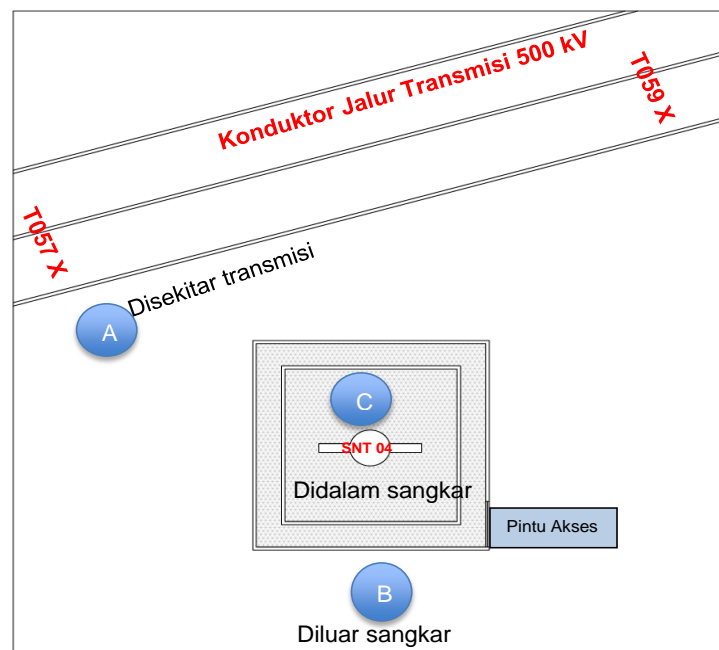 Konduktor Jalur Transmisi 500 kV
T059 X
T057 X
Disekitar transmisi
A
C
SNT 04
Didalam sangkar
Pintu Akses
B
Diluar sangkar